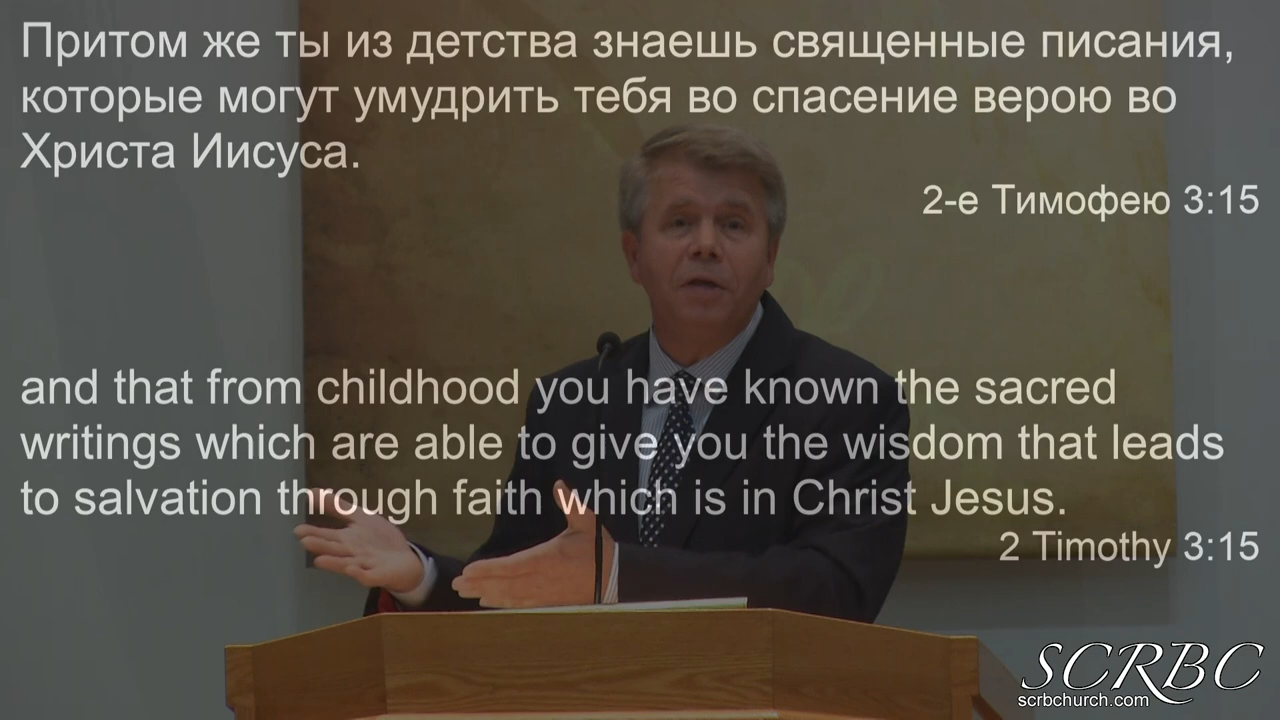 Притом же ты из детства знаешь священные писания,
которые могут умудрить тебя во спасение верою во
Христа Иисуса.
2-е Тимофею 3:15
and that from childhood you have known the sacred
writings which are able to give you the wisdom that leads
to salvation through faith which is in Christ Jesus.
2 Timothy 3:15
SCRBC
scrbchurch.com